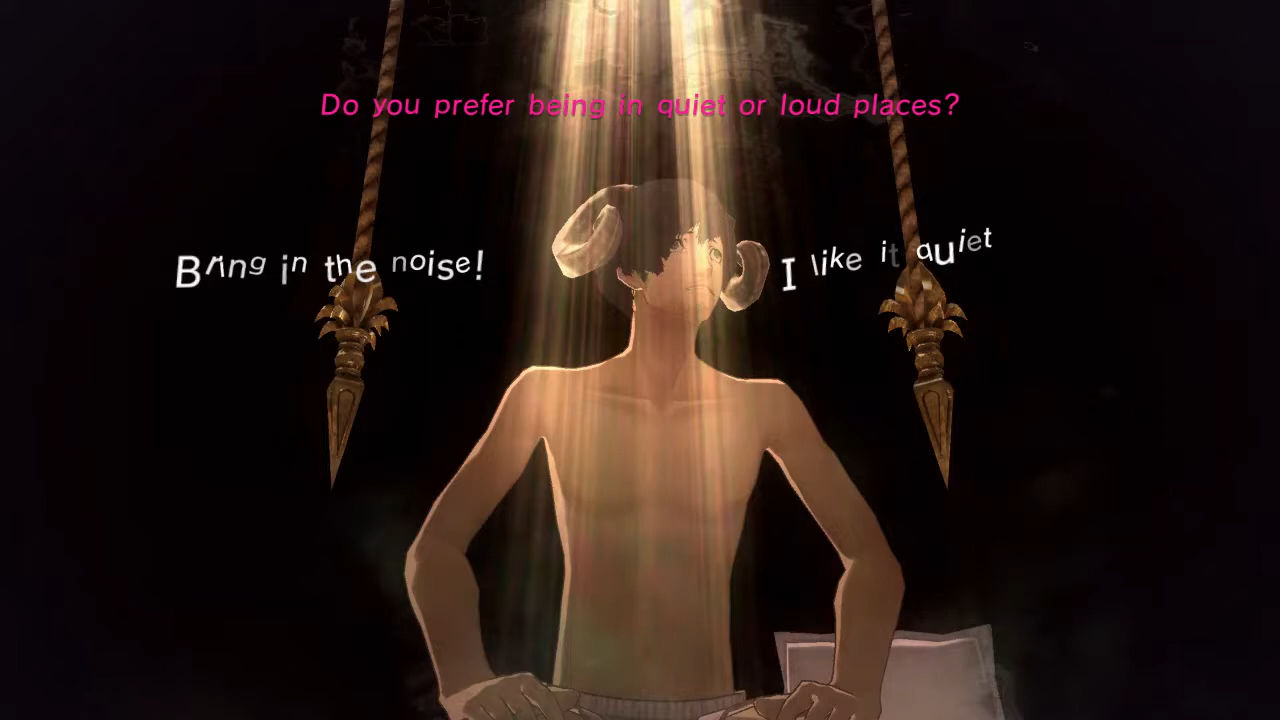 Do you prefer being in quiet or loud places?
Bring in the noise!
I like it quiet